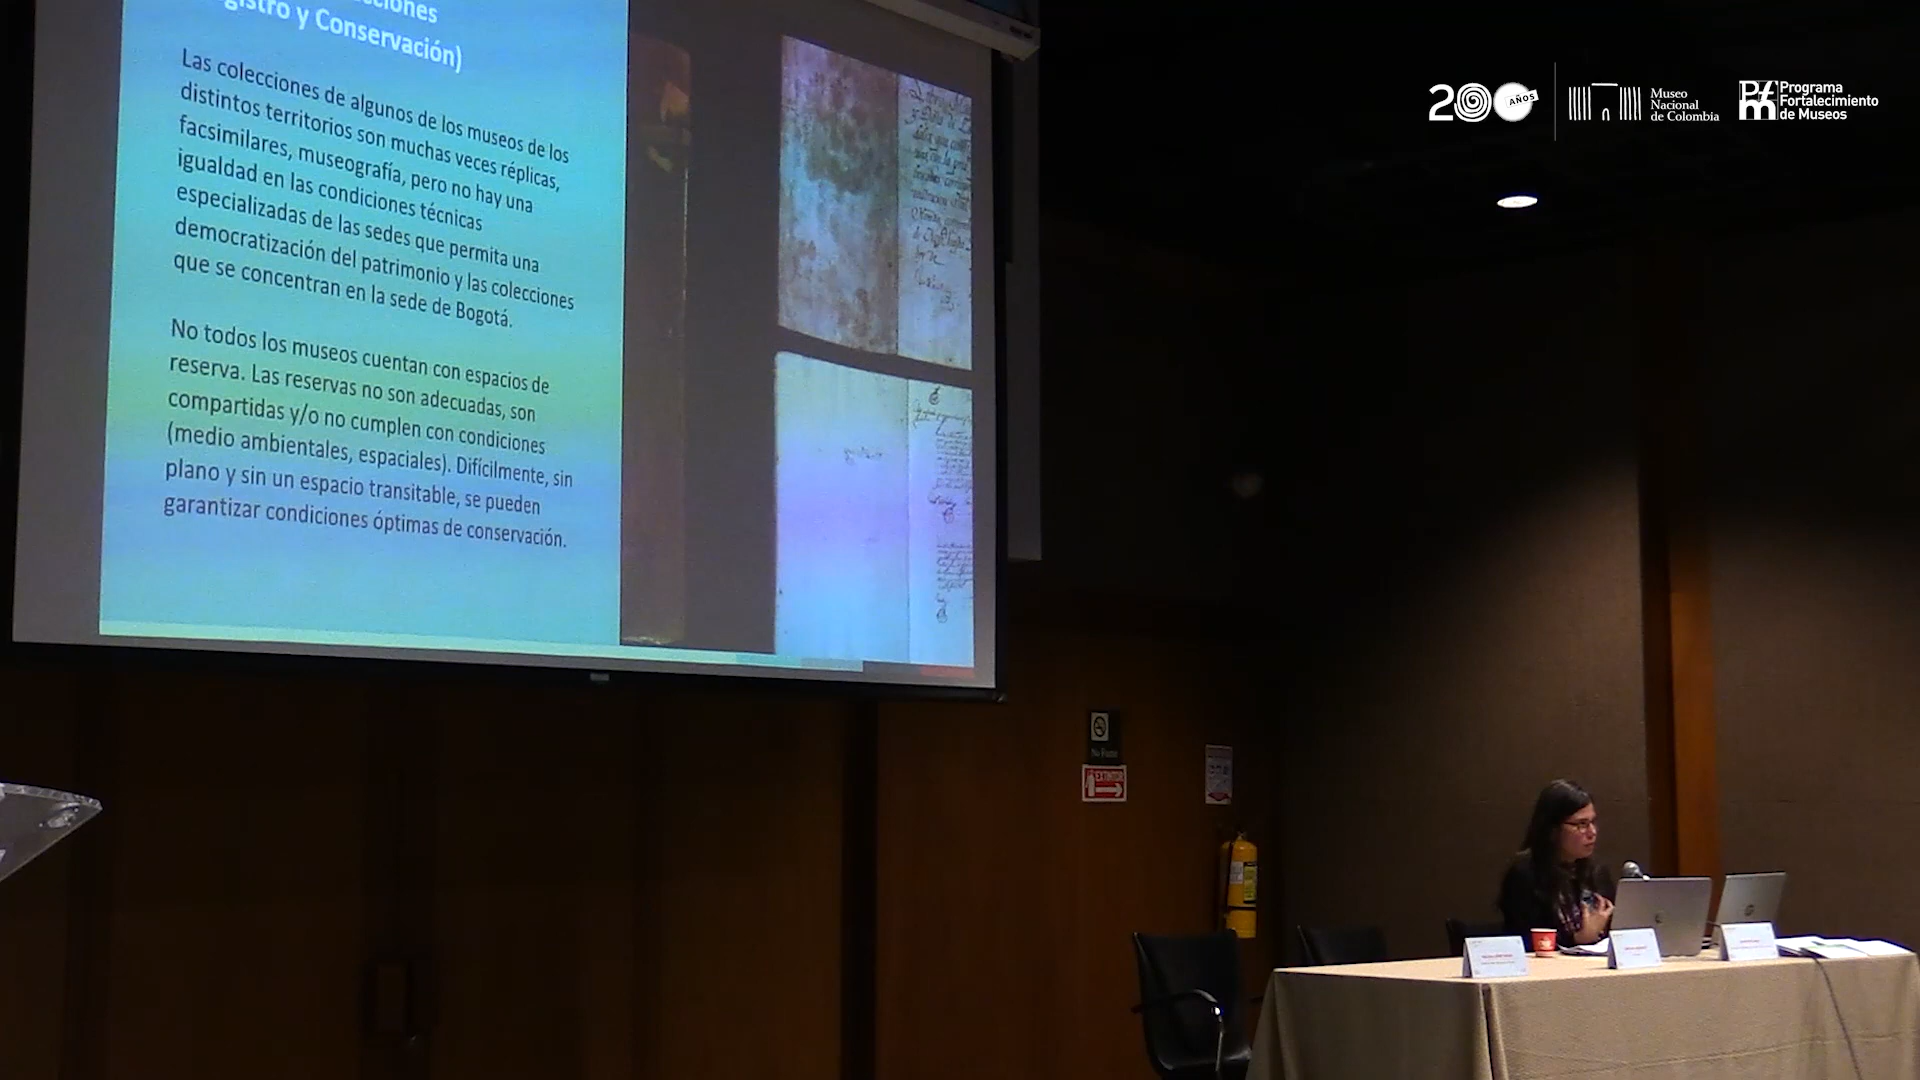 y Conservación)
Las colecciones de algunos de los museos de los
distintos territorios son muchas veces réplicas,
facsimilares, museografía, pero no hay una
igualdad en las condiciones técnicas
especializadas de las sedes que permita una
democratización del patrimonio y las colecciones
que se concentran en la sede de Bogotá.
No todos los museos cuentan con espacios de
reserva. Las reservas no son adecuadas, son
compartidas y/o no cumplen con condiciones
(medio ambientales, espaciales). Difícilmente, sin
plano y sin un espacio transitable, se pueden
garantizar condiciones óptimas de conservación.
200 AÑOS
Museo
Nacional
de Colombia
Pfm
Programa
Fortalecimiento
de Museos
No Fume
EXTINTOR